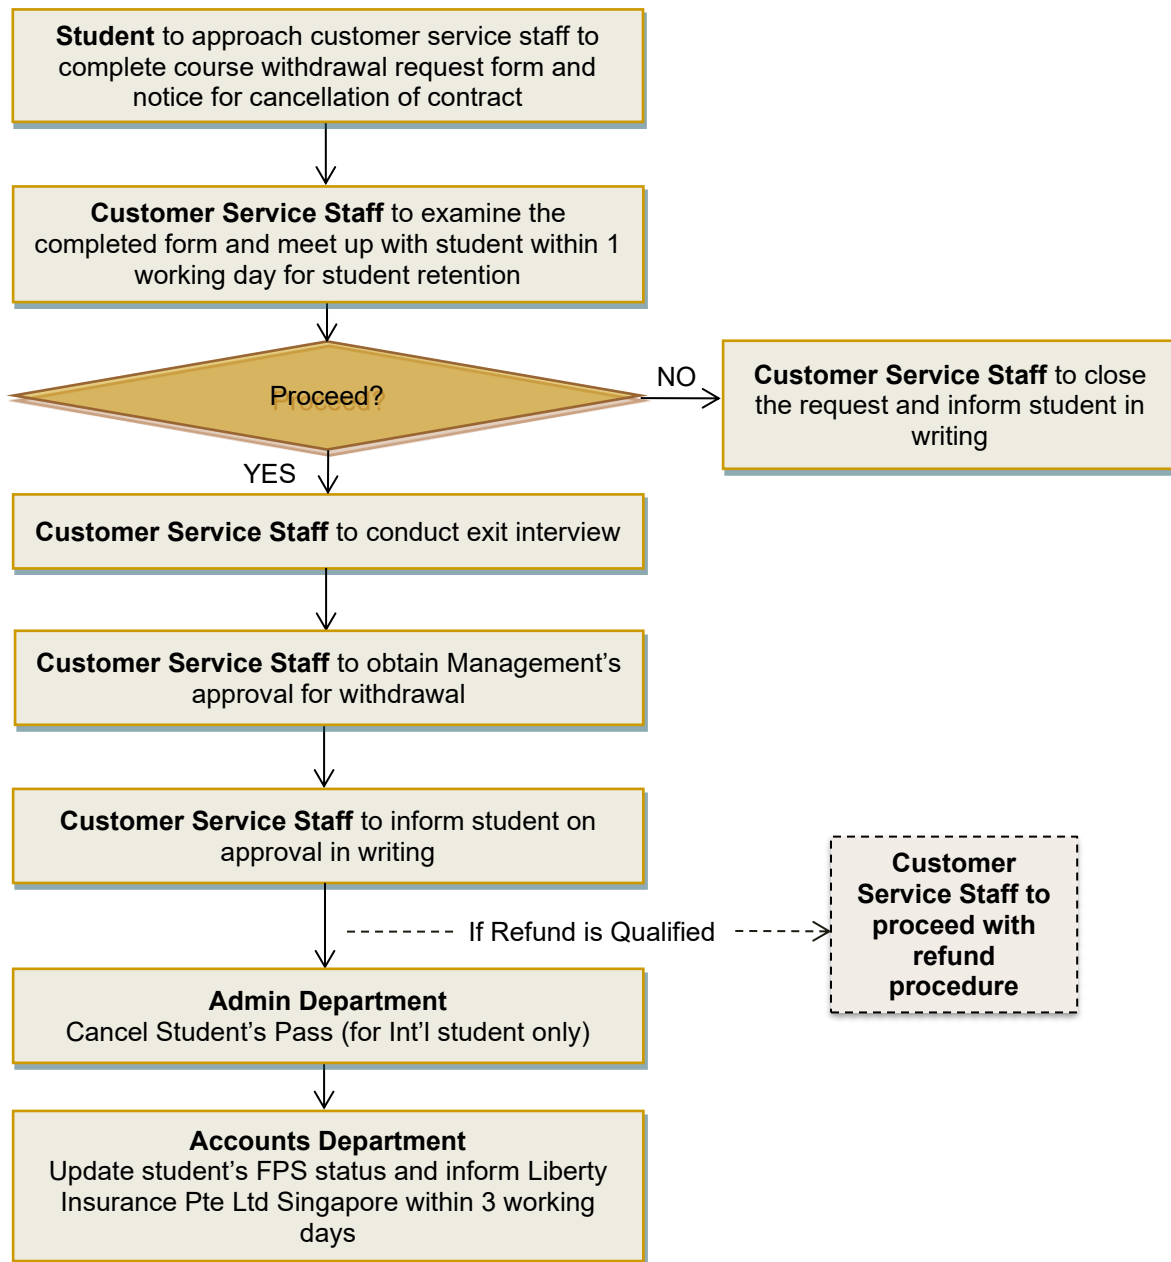 Student to approach customer service staff to
complete course withdrawal request form and
notice for cancellation of contract
Customer Service Staff to examine the
completed form and meet up with student within 1
working day for student retention
Proceed?
NO
Customer Service Staff to close
the request and inform student in
writing
YES
Customer Service Staff to conduct exit interview
Customer Service Staff to obtain Management’s
approval for withdrawal
Customer Service Staff to inform student on
approval in writing
If Refund is Qualified
Customer
Service Staff to
proceed with
refund
procedure
Admin Department
Cancel Student’s Pass (for Int’l student only)
Accounts Department
Update student’s FPS status and inform Liberty
Insurance Pte Ltd Singapore within 3 working
days